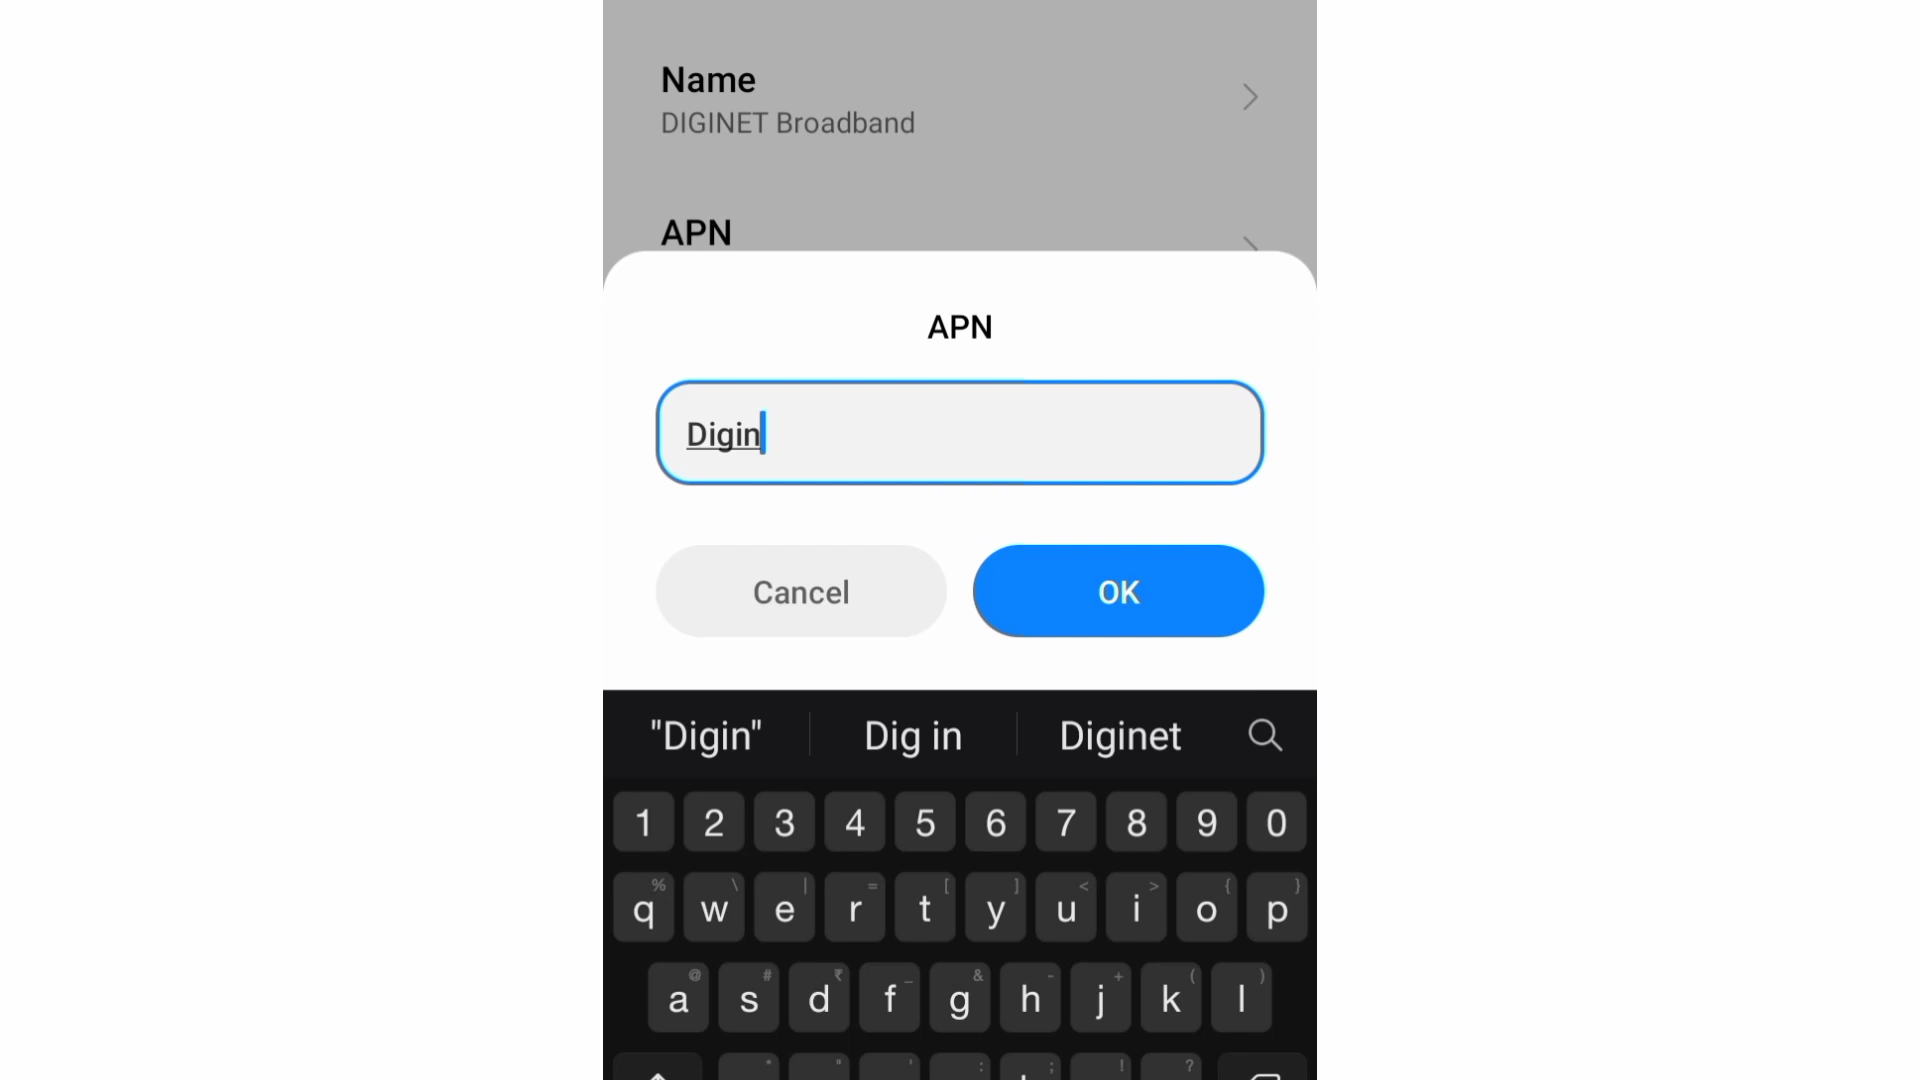 Name
DIGINET Broadband
APN
APN
Digin
Cancel OK
"Digin" Dig in Diginet
1 2 3 4 5 6 7 8 9 0
% \ | = [ ] < > { }
q w e r t y u i o p
@ # ₹ _ & - + ( )
a s d f g h j k l
* " ' : ; ! ?